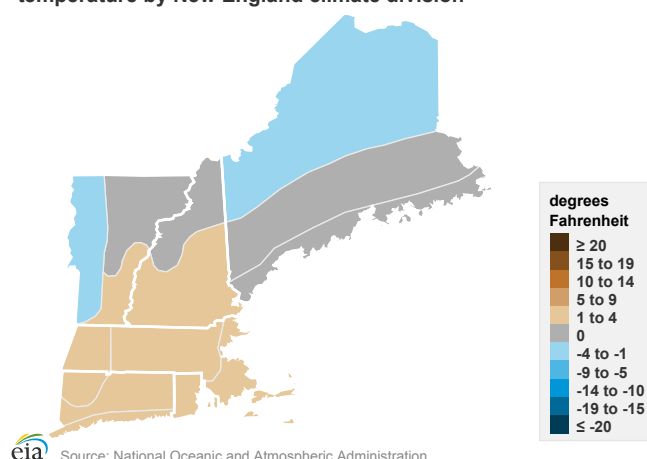 temperature by New England climate division
degrees
Fahrenheit
≥ 20
15 to 19
10 to 14
5 to 9
1 to 4
0
-4 to -1
-9 to -5
-14 to -10
-19 to -15
≤ -20
eia Source: National Oceanic and Atmospheric Administration